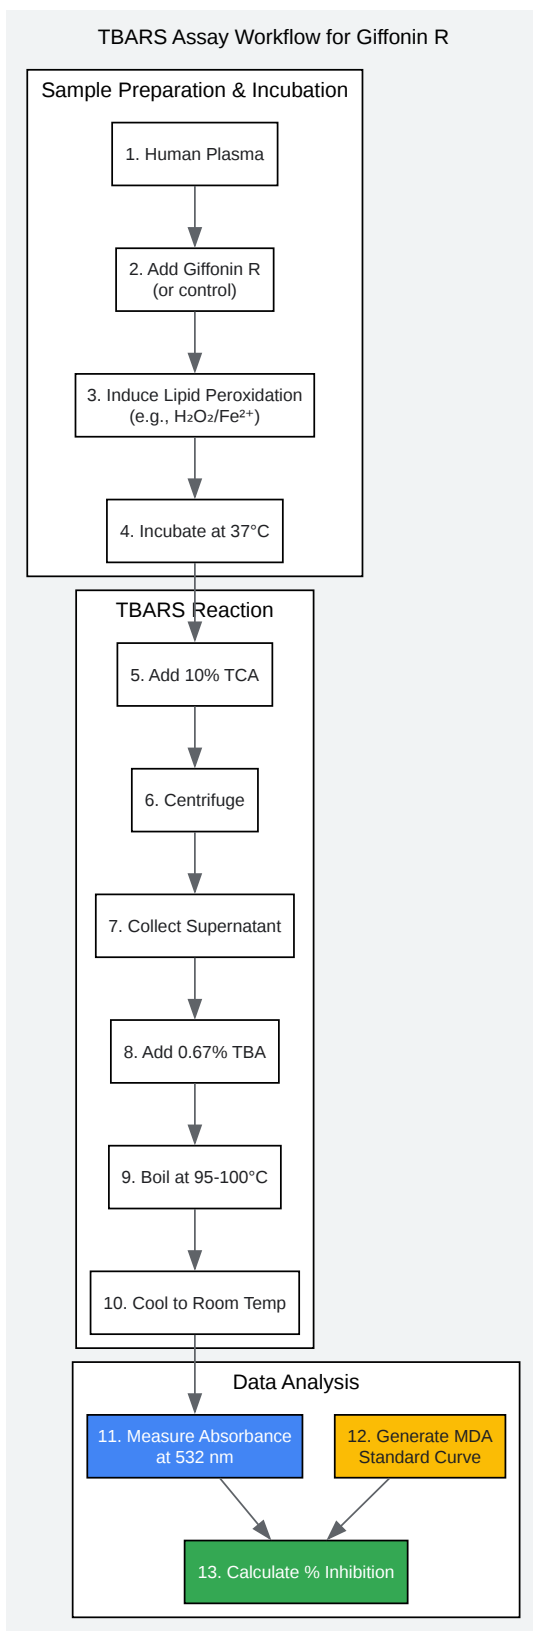 TBARS Assay Workflow for Giffonin R
Sample Preparation & Incubation
1. Human Plasma
2. Add Giffonin R
(or control)
3. Induce Lipid Peroxidation
(e.g., H₂O₂/Fe²⁺)
4. Incubate at 37°C
TBARS Reaction
5. Add 10% TCA
6. Centrifuge
7. Collect Supernatant
8. Add 0.67% TBA
9. Boil at 95-100°C
10. Cool to Room Temp
Data Analysis
11. Measure Absorbance
at 532 nm
12. Generate MDA
Standard Curve
13. Calculate % Inhibition